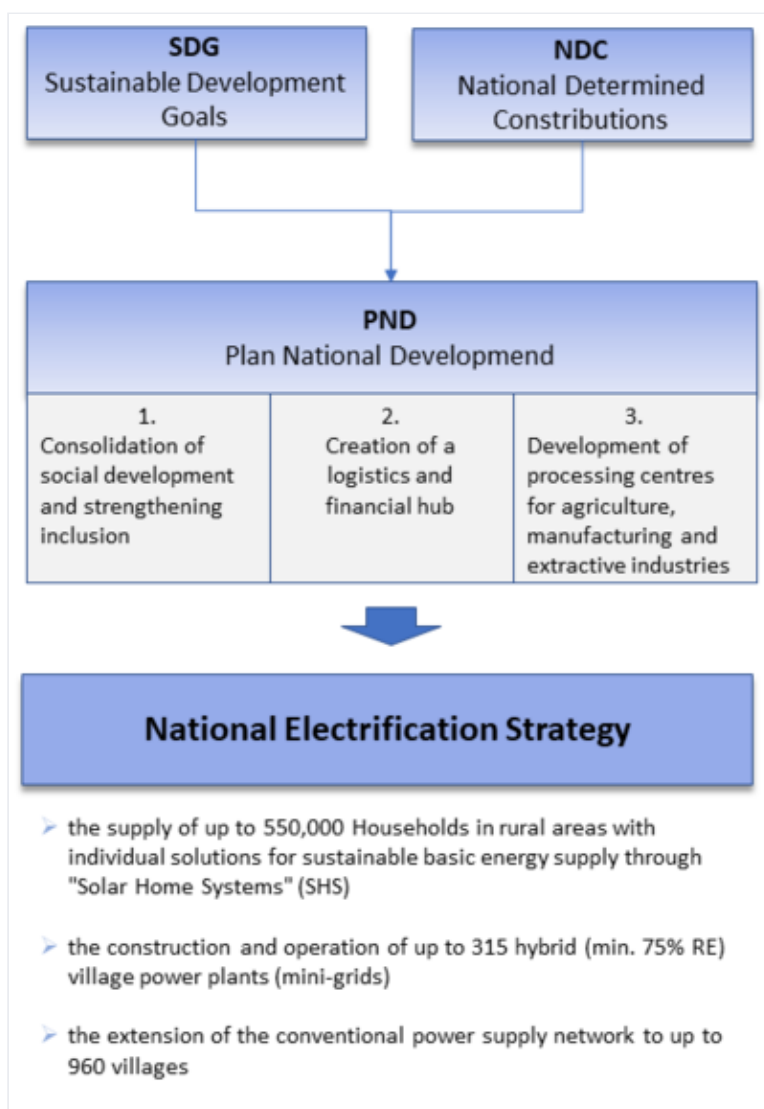 SDG
Sustainable Development
Goals
NDC
National Determined
Constributions
PND
Plan National Developmend
1.
Consolidation of
social development
and strengthening
inclusion
2.
Creation of a
logistics and
financial hub
3.
Development of
processing centres
for agriculture,
manufacturing and
extractive industries
National Electrification Strategy
the supply of up to 550,000 Households in rural areas with
individual solutions for sustainable basic energy supply through
"Solar Home Systems" (SHS)
the construction and operation of up to 315 hybrid (min. 75% RE)
village power plants (mini-grids)
the extension of the conventional power supply network to up to
960 villages